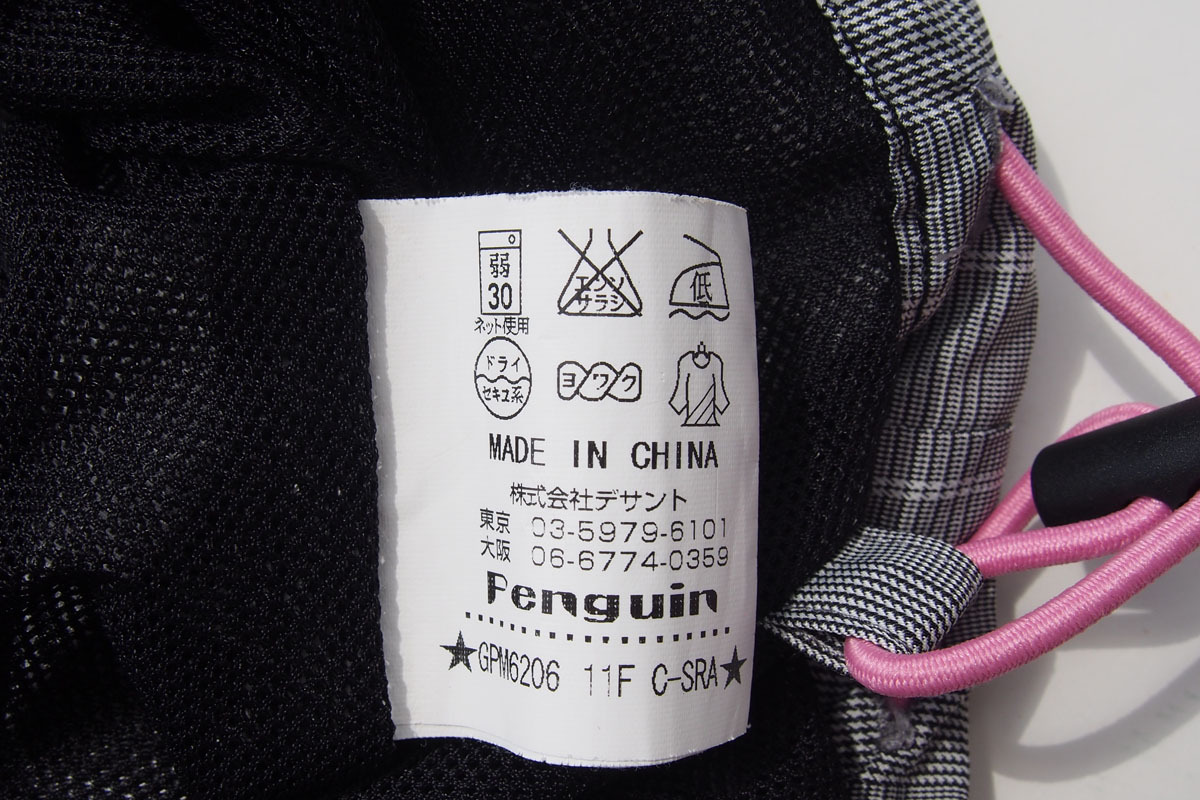 弱
30
ネット使用
エンソ
サラシ
低
ドライ
セキユ系
ヨワク
MADE IN CHINA
株式会社デサント
東京 03-5979-6101
大阪 06-6774-0359
Penguin
★GPM6206 11F C-SRA★